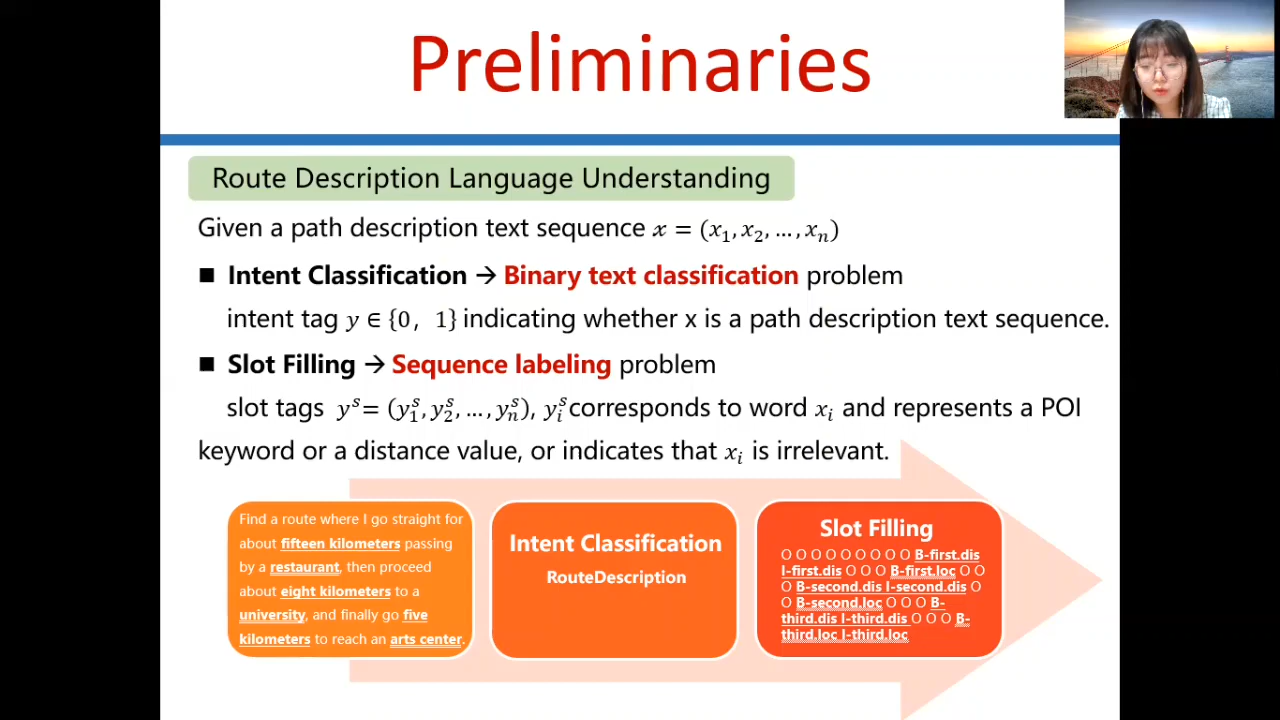 Preliminaries
Route Description Language Understanding
Given a path description text sequence 𝑥 = (𝑥₁, 𝑥₂, … , 𝑥ₙ)
■ Intent Classification → Binary text classification problem
intent tag 𝑦 ∈ {0, 1} indicating whether x is a path description text sequence.
■ Slot Filling → Sequence labeling problem
slot tags 𝑦ˢ= (𝑦₁ˢ, 𝑦₂ˢ, … , 𝑦ₙˢ), 𝑦ᵢˢ corresponds to word 𝑥ᵢ and represents a POI
keyword or a distance value, or indicates that 𝑥ᵢ is irrelevant.
Find a route where I go straight for
about fifteen kilometers passing
by a restaurant, then proceed
about eight kilometers to a
university, and finally go five
kilometers to reach an arts center.
Intent Classification
RouteDescription
Slot Filling
O O O O O O O O O B-first.dis
I-first.dis O O O B-first.loc O O
O B-second.dis I-second.dis O
O B-second.loc O O O B-
third.dis I-third.dis O O O B-
third.loc I-third.loc